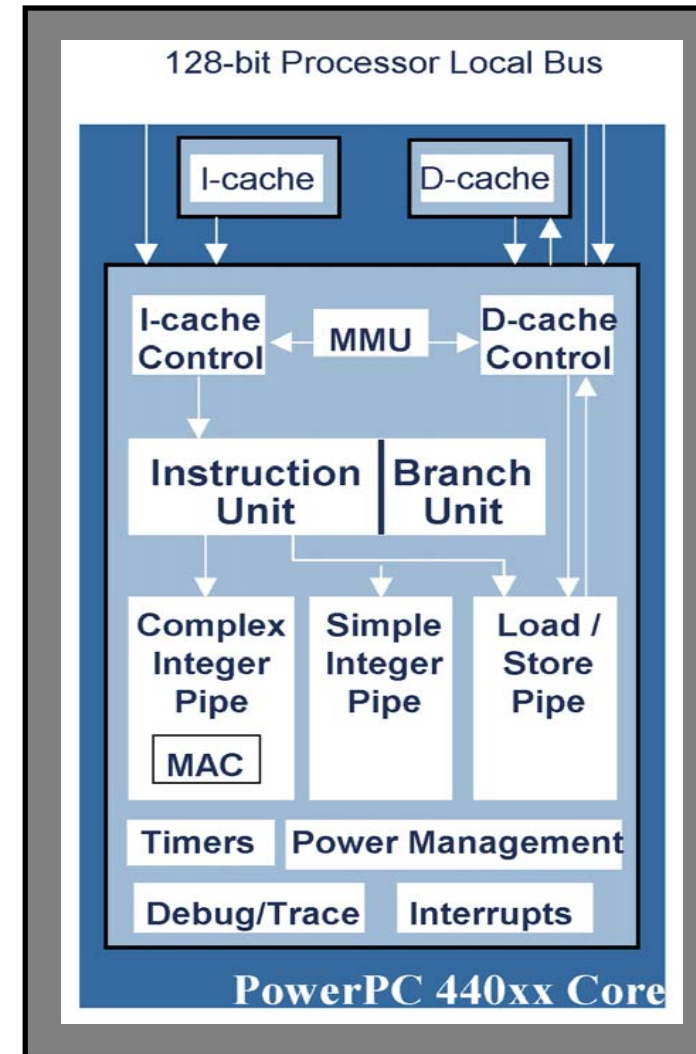 128-bit Processor Local Bus
I-cache
D-cache
I-cache
Control
MMU
D-cache
Control
Instruction
Unit
Branch
Unit
Complex
Integer
Pipe
MAC
Simple
Integer
Pipe
Load /
Store
Pipe
Timers
Power Management
Debug/Trace
Interrupts
PowerPC 440xx Core